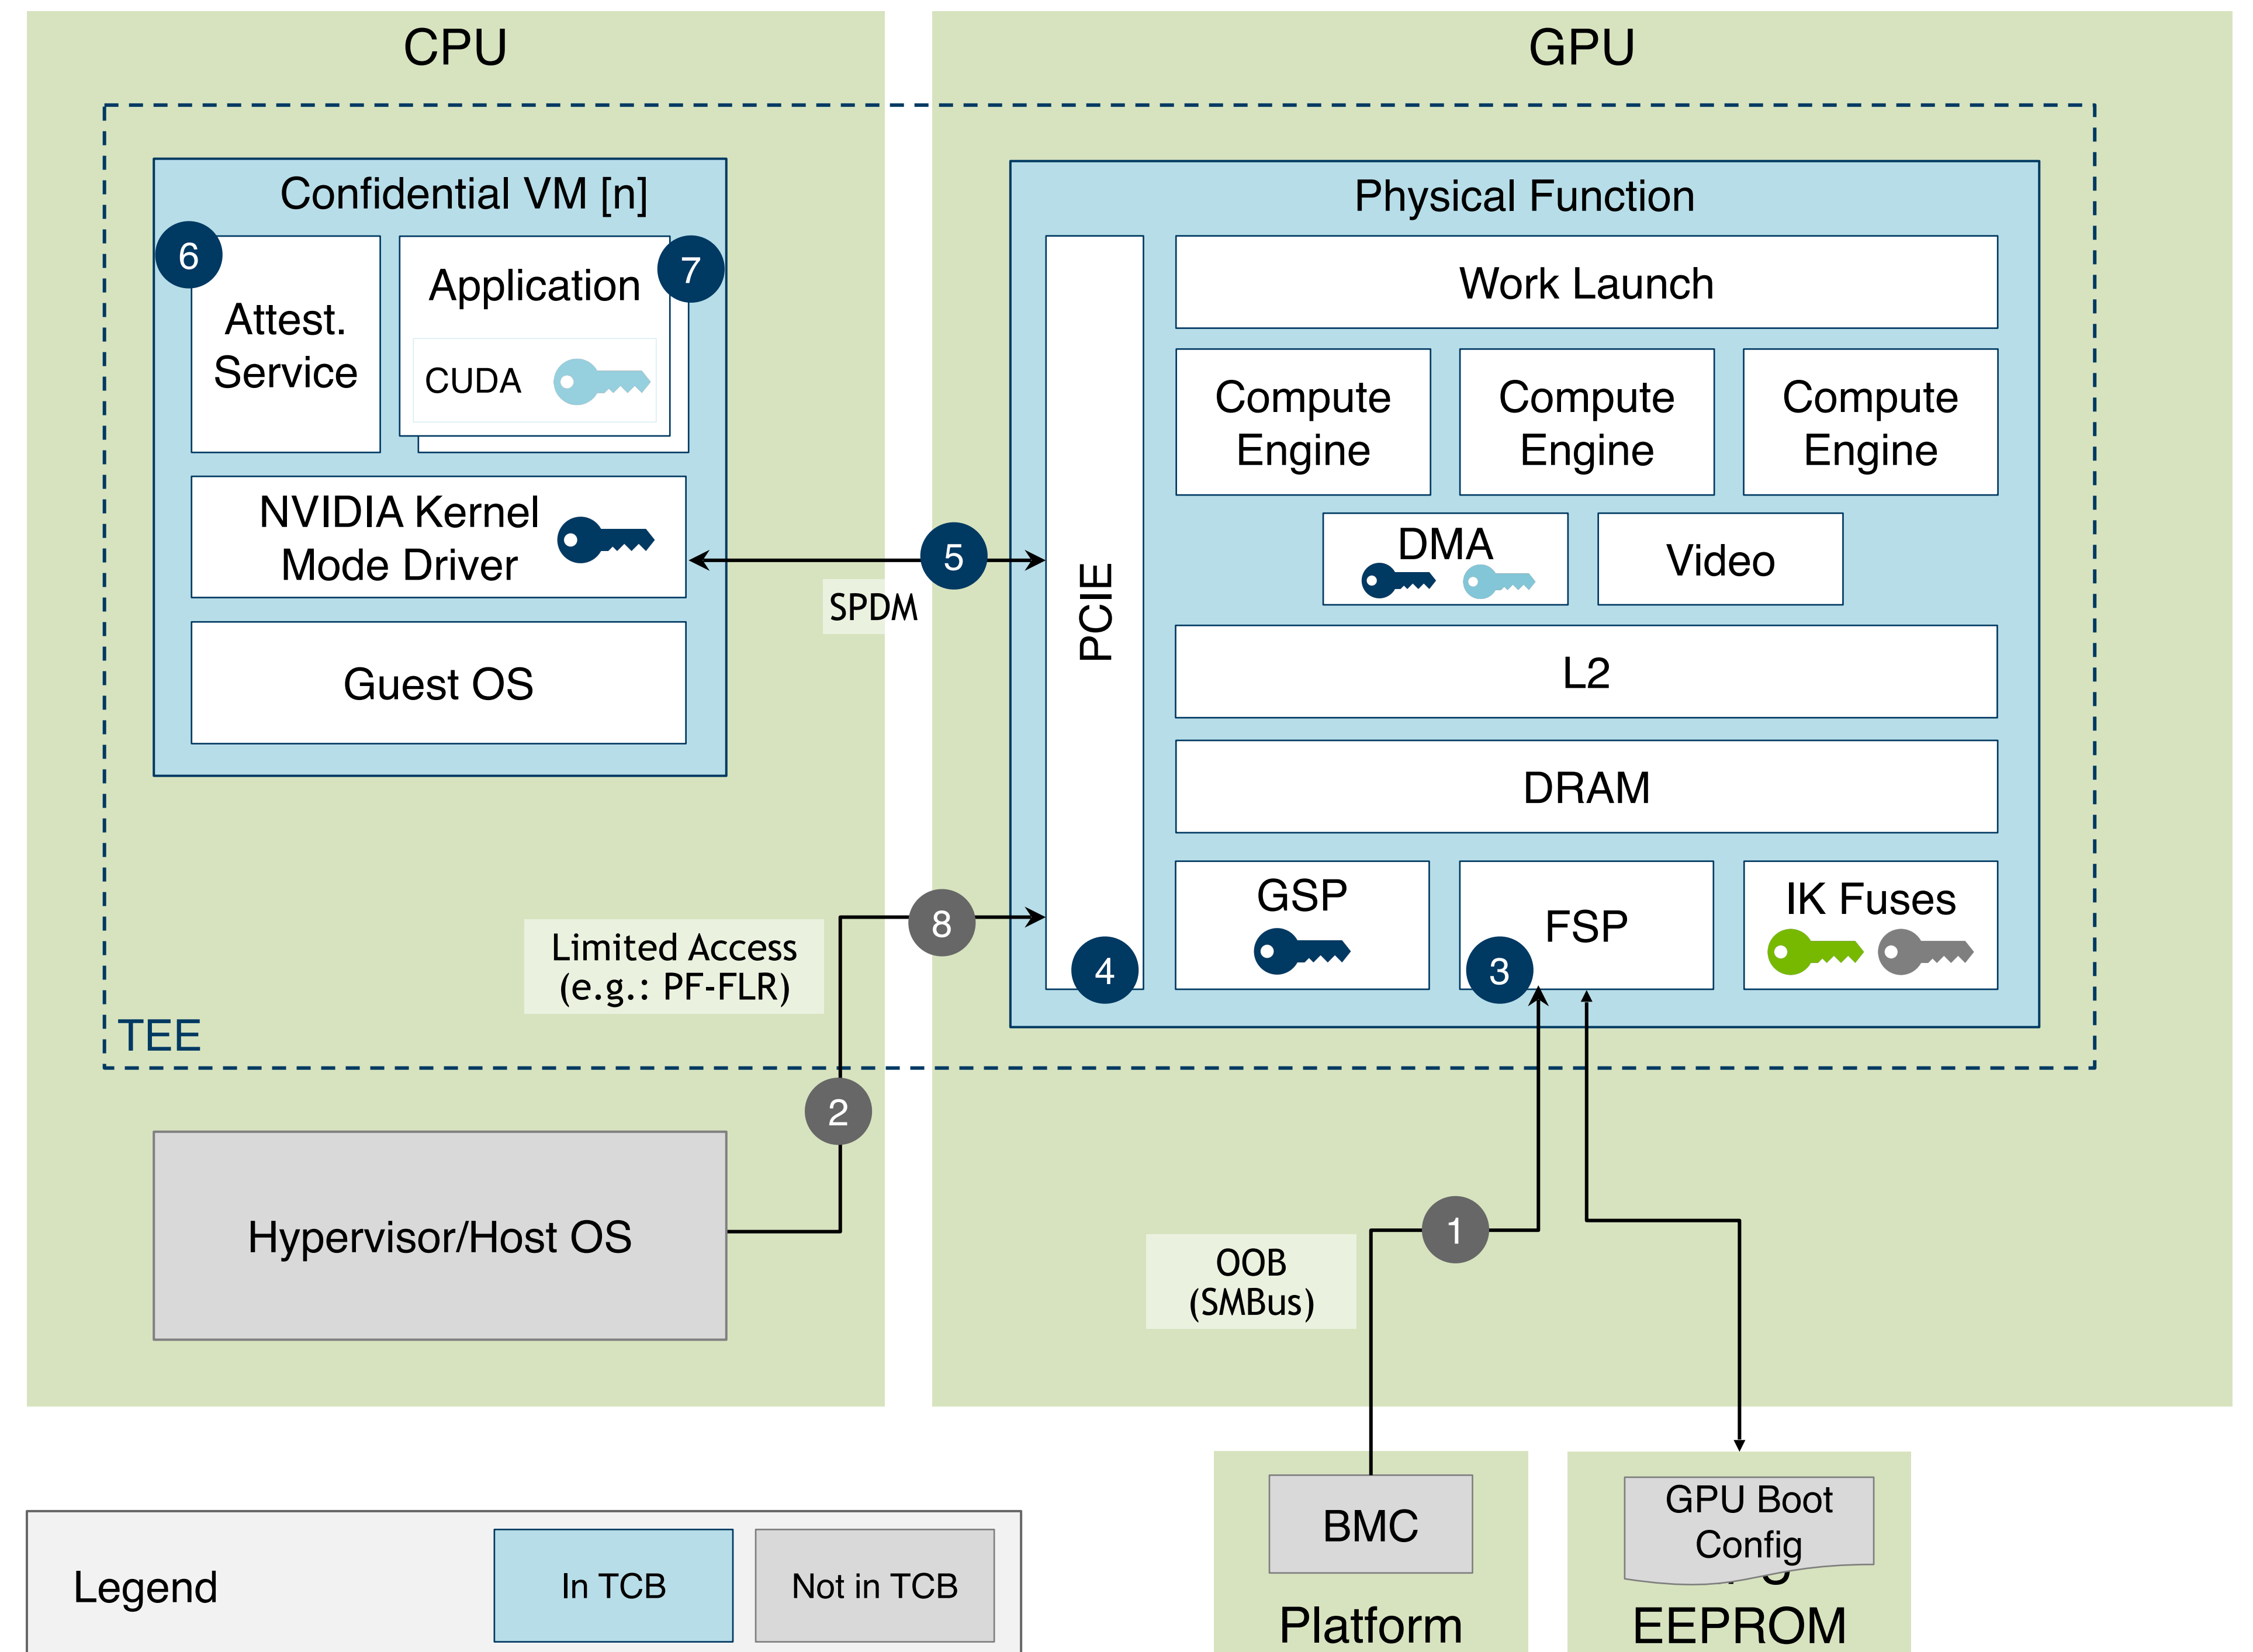 CPU
GPU
Confidential VM [n]
6
Attest.
Service
Application
7
CUDA
NVIDIA Kernel
Mode Driver
Guest OS
5
SPDM
Physical Function
PCIE
4
Work Launch
Compute
Engine
Compute
Engine
Compute
Engine
DMA
Video
L2
DRAM
GSP
FSP
3
IK Fuses
8
Limited Access
(e.g.: PF-FLR)
TEE
2
Hypervisor/Host OS
1
OOB
(SMBus)
BMC
Platform
GPU Boot
Config
EEPROM
Legend
In TCB
Not in TCB